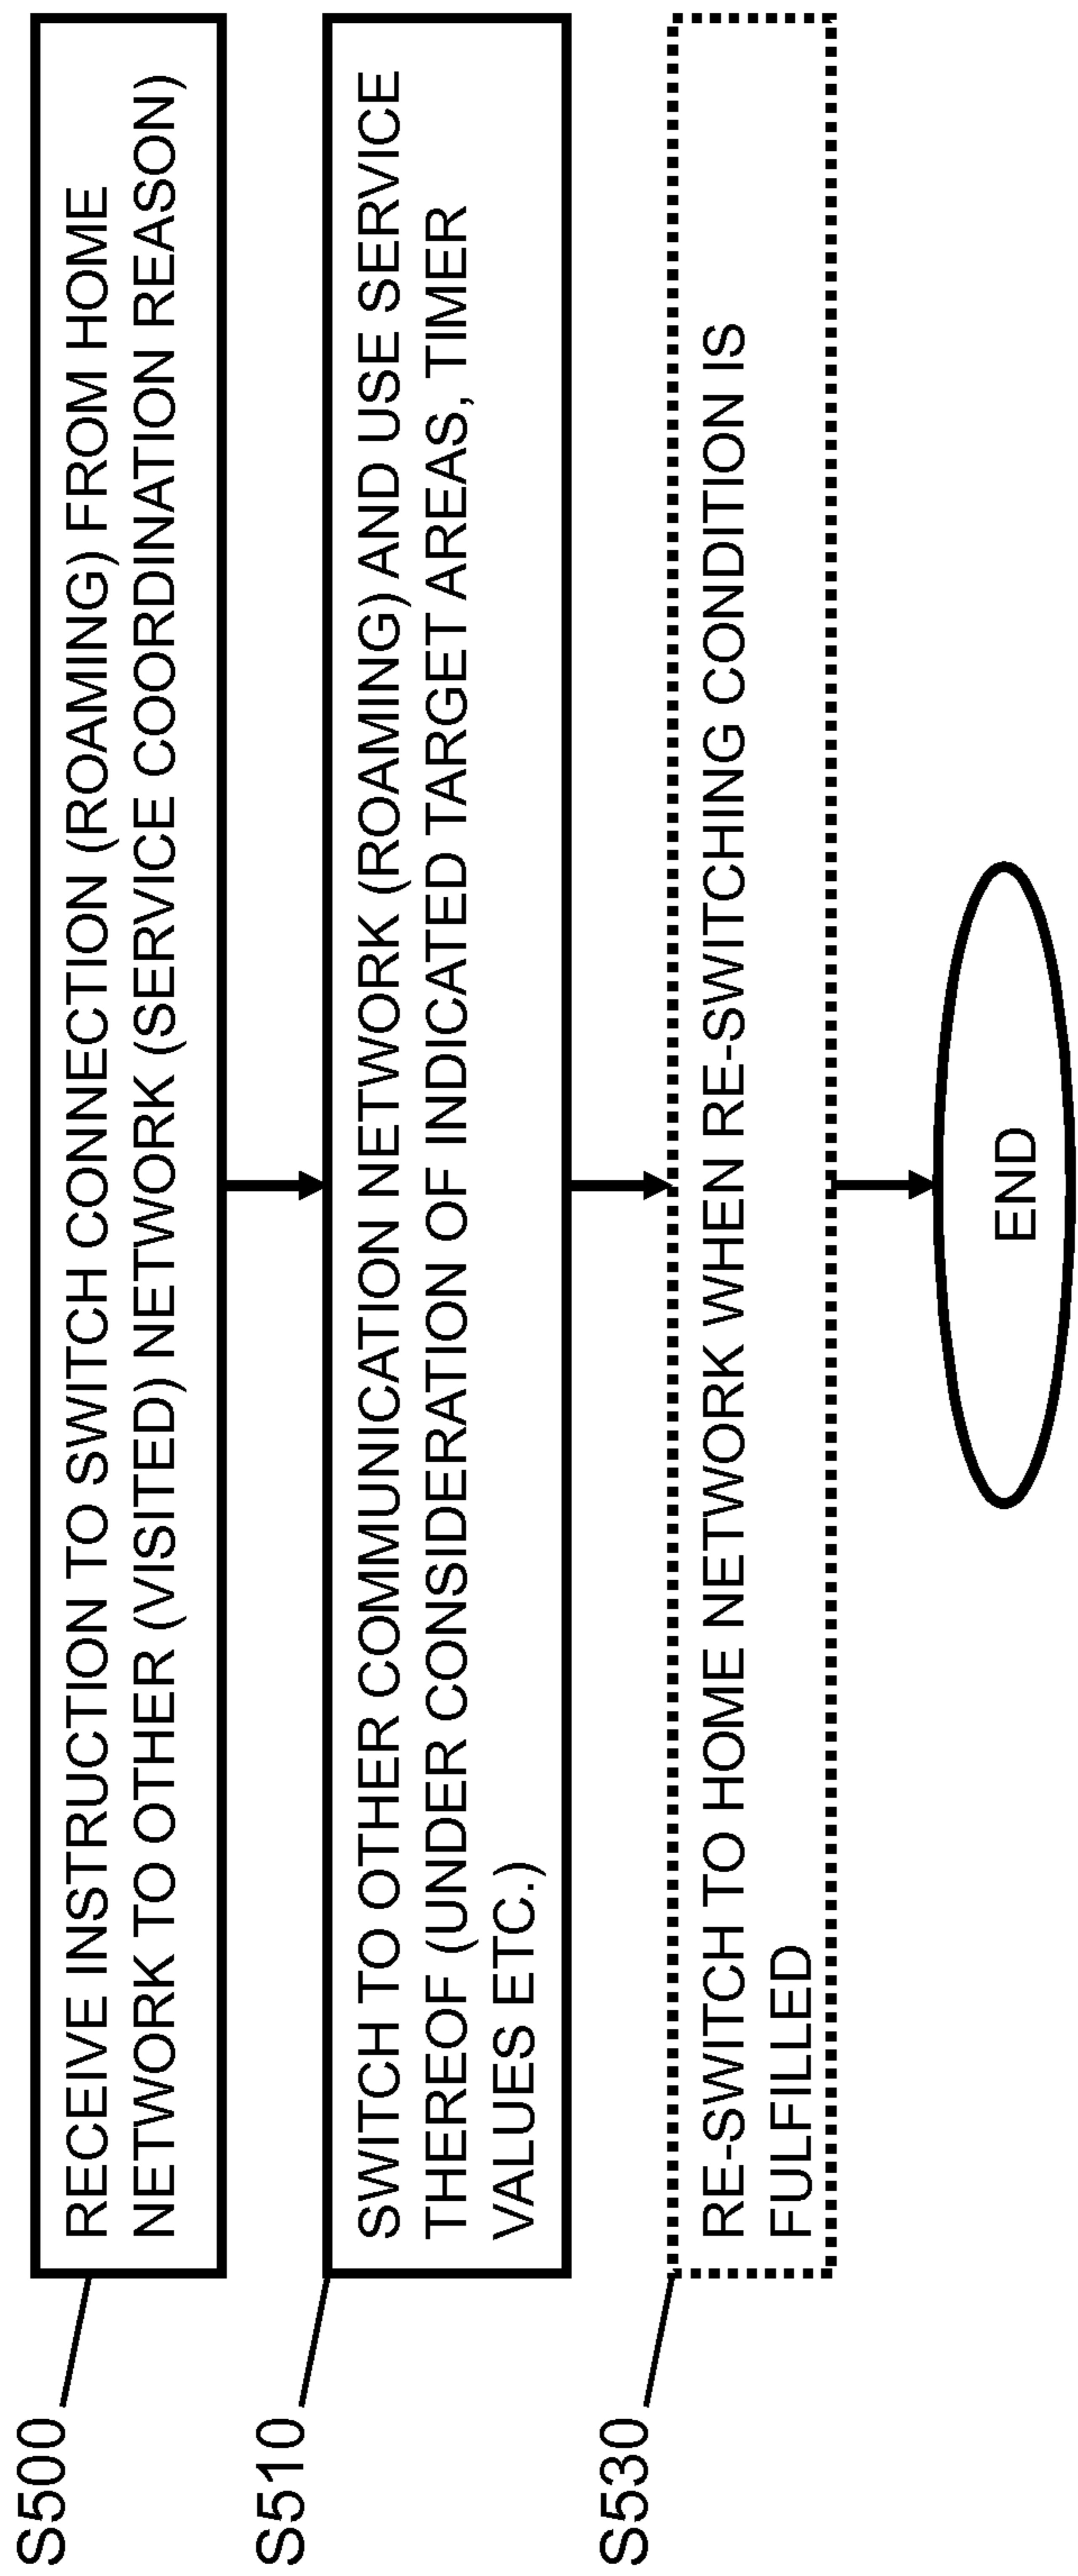 S500
RECEIVE INSTRUCTION TO SWITCH CONNECTION (ROAMING) FROM HOME
NETWORK TO OTHER (VISITED) NETWORK (SERVICE COORDINATION REASON)
S510
SWITCH TO OTHER COMMUNICATION NETWORK (ROAMING) AND USE SERVICE
THEREOF (UNDER CONSIDERATION OF INDICATED TARGET AREAS, TIMER
VALUES ETC.)
S530
RE-SWITCH TO HOME NETWORK WHEN RE-SWITCHING CONDITION IS
FULFILLED
END